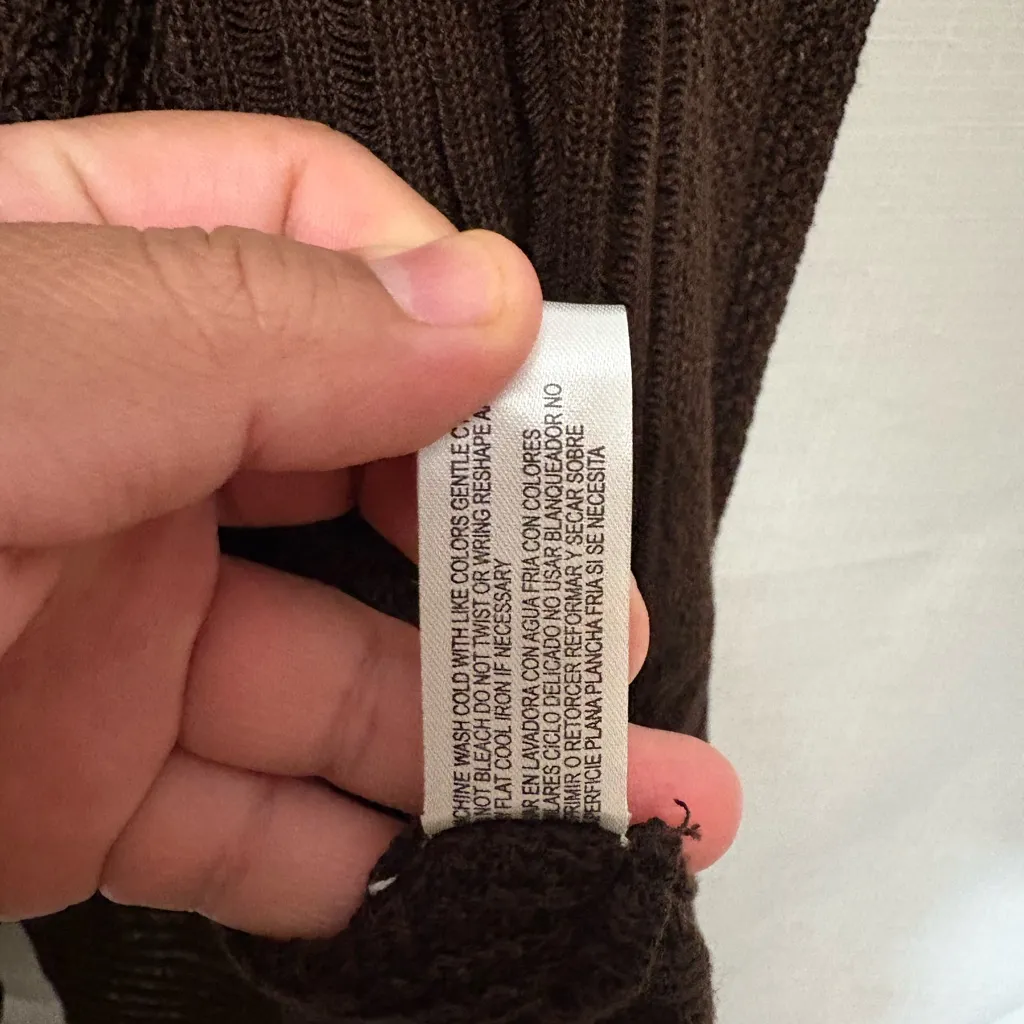 CHINE WASH COLD WITH LIKE COLORS GENTLE CY
NOT BLEACH DO NOT TWIST OR WRING RESHAPE A
FLAT COOL IRON IF NECESSARY
AR EN LAVADORA CON AGUA FRIA CON COLORES
LARES CICLO DELICADO NO USAR BLANQUEADOR NO
RIMIR O RETORCER REFORMAR Y SECAR SOBRE
ERFICIE PLANA PLANCHA FRIA SI SE NECESITA